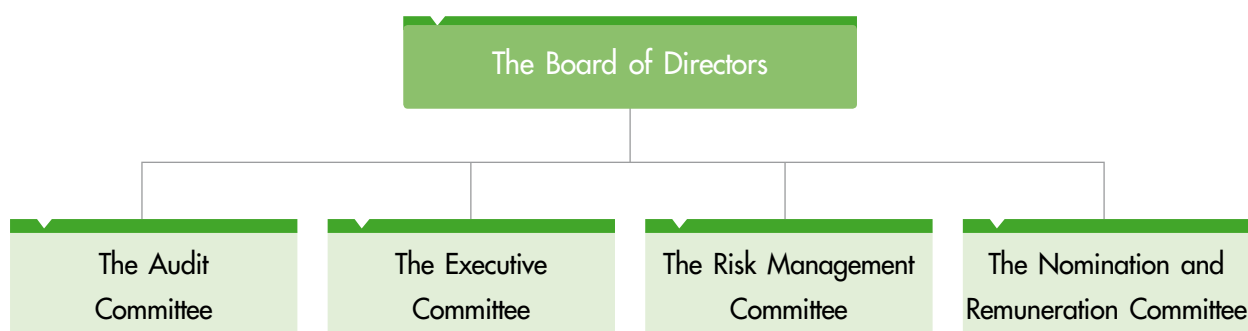 The Board of Directors
The Audit
Committee
The Executive
Committee
The Risk Management
Committee
The Nomination and
Remuneration Committee